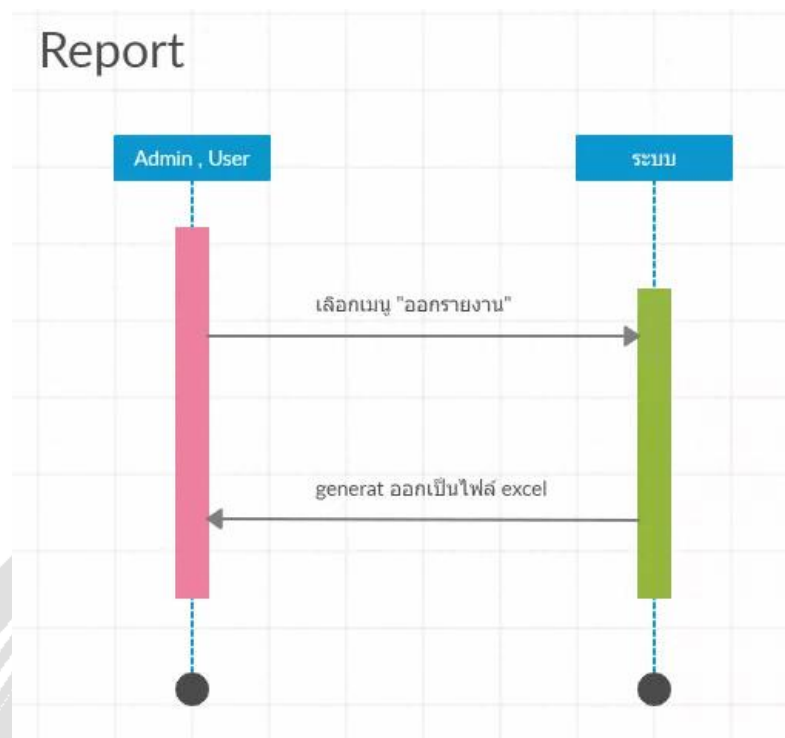 Report
Admin , User
ระบบ
เลือกเมนู "ออกรายงาน"
generat ออกเป็นไฟล์ excel